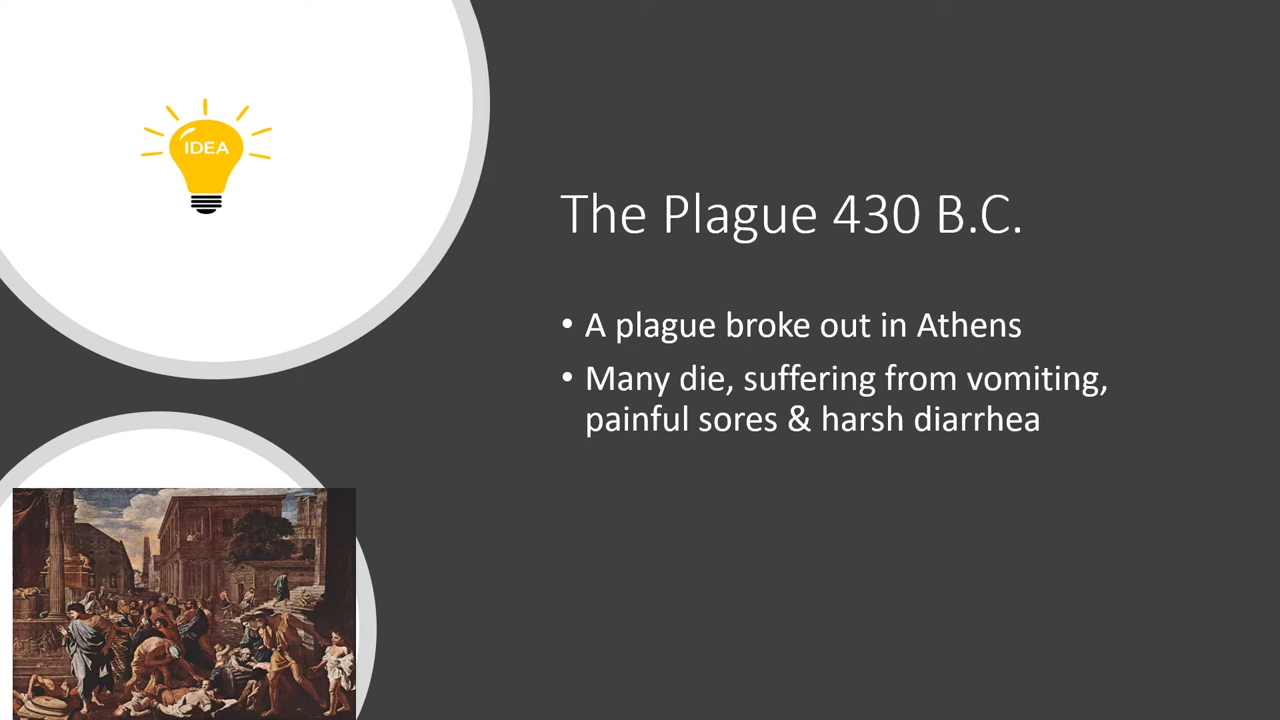 IDEA
The Plague 430 B.C.
• A plague broke out in Athens
• Many die, suffering from vomiting,
painful sores & harsh diarrhea